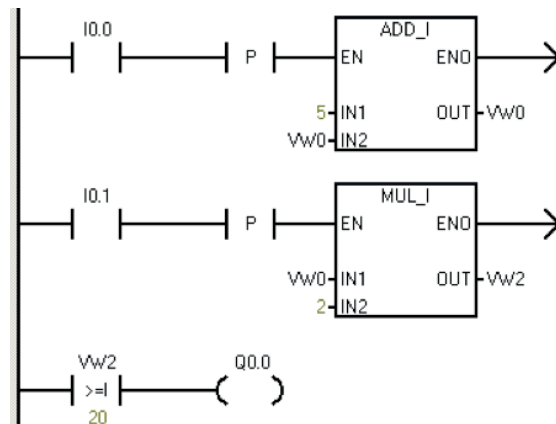 I0.0
P
ADD_I
EN ENO
5 IN1 OUT VW0
VW0 IN2
I0.1
P
MUL_I
EN ENO
VW0 IN1 OUT VW2
2 IN2
VW2
>=I
20
Q0.0